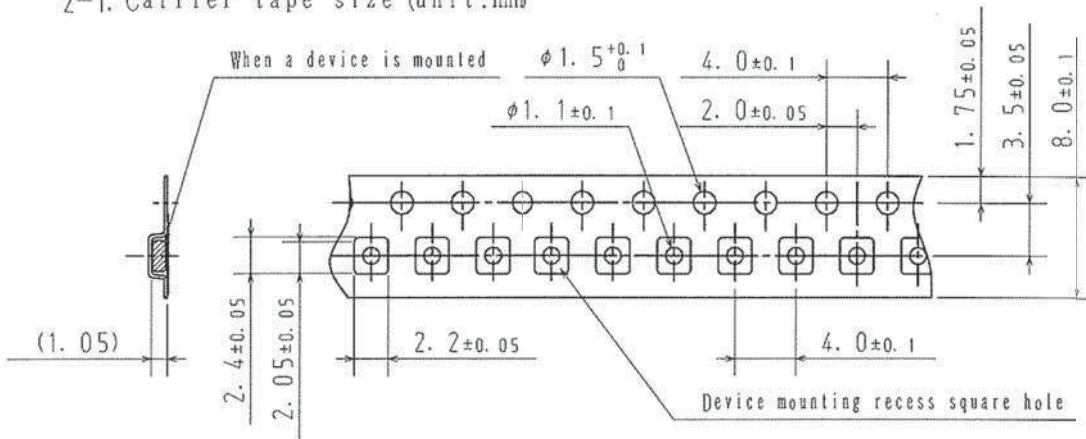 2-1. Carrier tape size (unit:mm)
When a device is mounted
φ1. 5+0. 1 0
4. 0±0. 1
φ1. 1±0. 1
2. 0±0. 05
1. 75±0. 05
3. 5±0. 05
8. 0±0. 1
(1. 05)
2. 4±0. 05
2. 05±0. 05
2. 2±0. 05
4. 0±0. 1
Device mounting recess square hole